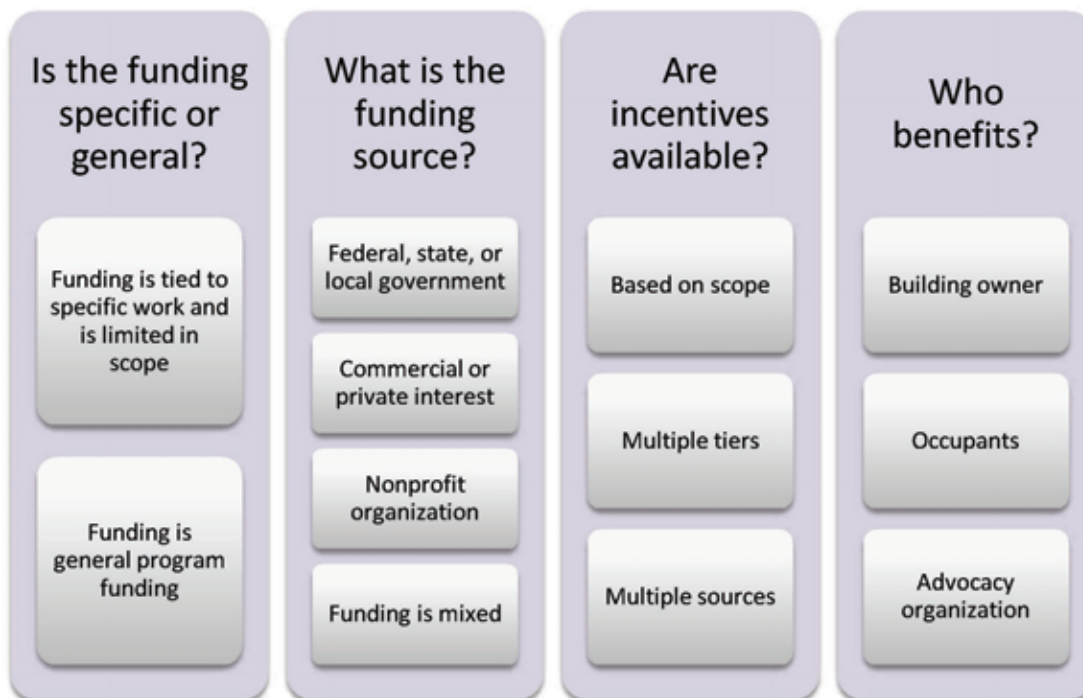 Is the funding
specific or
general?
Funding is tied to
specific work and
is limited in
scope
Funding is
general program
funding
What is the
funding
source?
Federal, state, or
local government
Commercial or
private interest
Nonprofit
organization
Funding is mixed
Are
incentives
available?
Based on scope
Multiple tiers
Multiple sources
Who
benefits?
Building owner
Occupants
Advocacy
organization